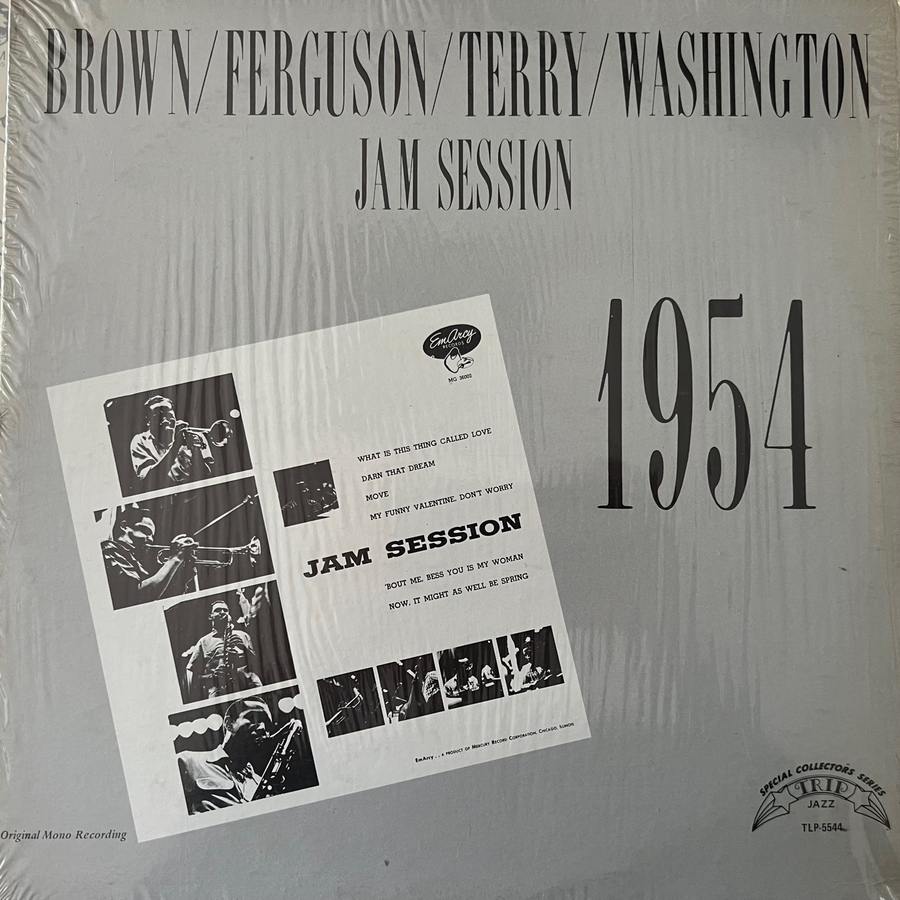 BROWN/FERGUSON/TERRY/WASHINGTON
JAM SESSION
1954
EmArcy
RECORDS
MG 36002
WHAT IS THIS THING CALLED LOVE
DARN THAT DREAM
MOVE
MY FUNNY VALENTINE, DON'T WORRY
JAM SESSION
'BOUT ME, BESS YOU IS MY WOMAN
NOW, IT MIGHT AS WELL BE SPRING
EmArcy . . A PRODUCT OF MERCURY RECORD CORPORATION, CHICAGO, ILLINOIS
SPECIAL COLLECTORS SERIES
TRIP
JAZZ
TLP-5544
Original Mono Recording